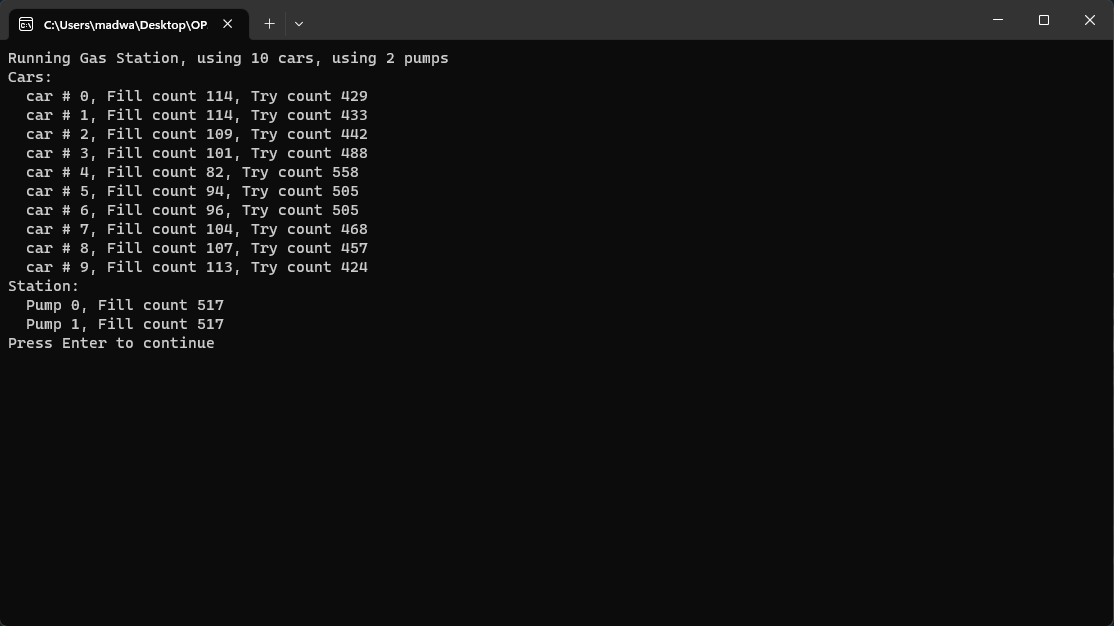 C:\Users\madwa\Desktop\OP
Running Gas Station, using 10 cars, using 2 pumps
Cars:
  car # 0, Fill count 114, Try count 429
  car # 1, Fill count 114, Try count 433
  car # 2, Fill count 109, Try count 442
  car # 3, Fill count 101, Try count 488
  car # 4, Fill count 82, Try count 558
  car # 5, Fill count 94, Try count 505
  car # 6, Fill count 96, Try count 505
  car # 7, Fill count 104, Try count 468
  car # 8, Fill count 107, Try count 457
  car # 9, Fill count 113, Try count 424
Station:
  Pump 0, Fill count 517
  Pump 1, Fill count 517
Press Enter to continue